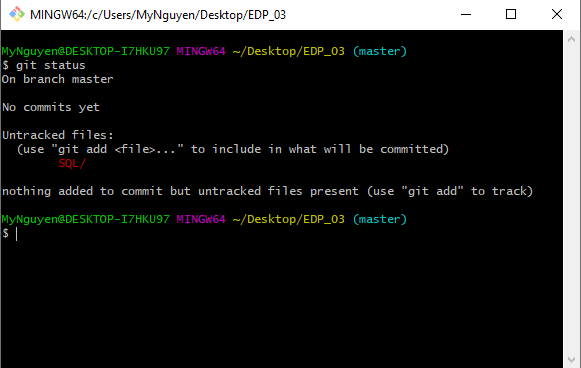 MINGW64:/c/Users/MyNguyen/Desktop/EDP_03
MyNguyen@DESKTOP-I7HKU97 MINGW64 ~/Desktop/EDP_03 (master)
$ git status
On branch master
No commits yet
Untracked files:
  (use "git add <file>..." to include in what will be committed)
        SQL/
nothing added to commit but untracked files present (use "git add" to track)
MyNguyen@DESKTOP-I7HKU97 MINGW64 ~/Desktop/EDP_03 (master)
$